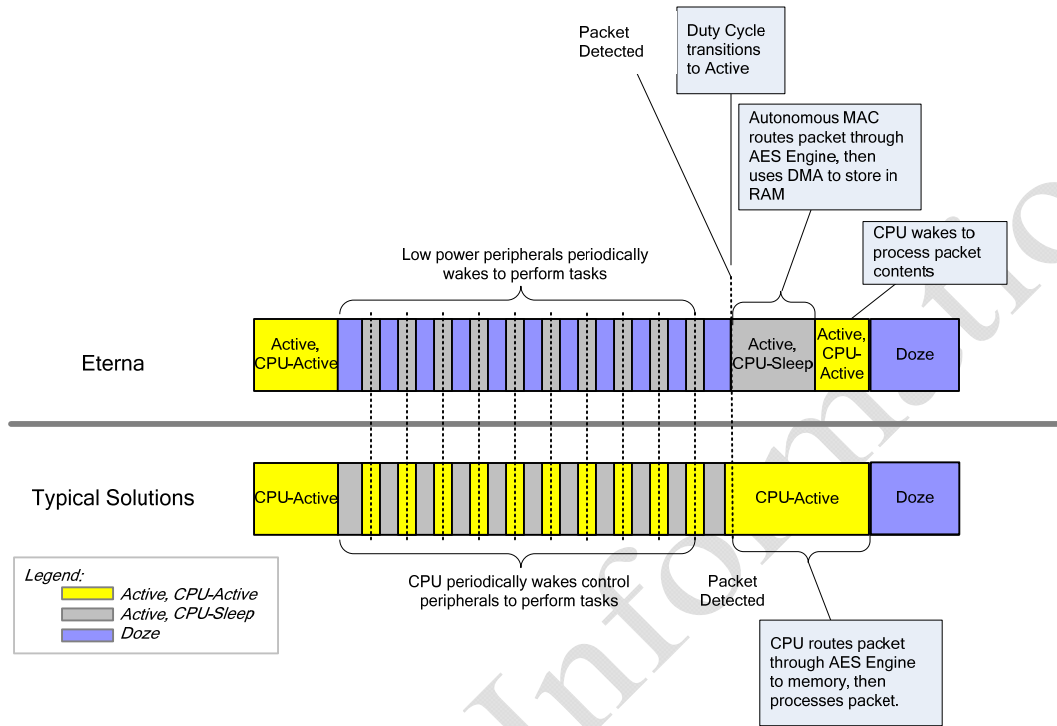 Packet
Detected
Duty Cycle
transitions
to Active
Autonomous MAC
routes packet through
AES Engine, then
uses DMA to store in
RAM
CPU wakes to
process packet
contents
Low power peripherals periodically
wakes to perform tasks
Eterna
Active,
CPU-Active
Active,
CPU-Sleep
Active,
CPU-
Active
Doze
Typical Solutions
CPU-Active
CPU-Active
Doze
CPU periodically wakes control
peripherals to perform tasks
Packet
Detected
CPU routes packet
through AES Engine
to memory, then
processes packet.
Legend:
Active, CPU-Active
Active, CPU-Sleep
Doze
Informatio